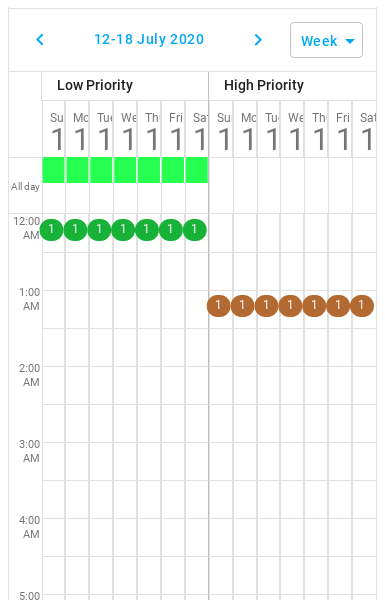 12-18 July 2020
Week
Low Priority
High Priority
Su Mo Tu We Th Fri Sat Su Mo Tu We Th Fri Sat
1 1 1 1 1 1 1 1 1 1 1 1 1 1
All day
12:00
AM
1 1 1 1 1 1 1
1:00
AM
1 1 1 1 1 1 1
2:00
AM
3:00
AM
4:00
AM
5:00